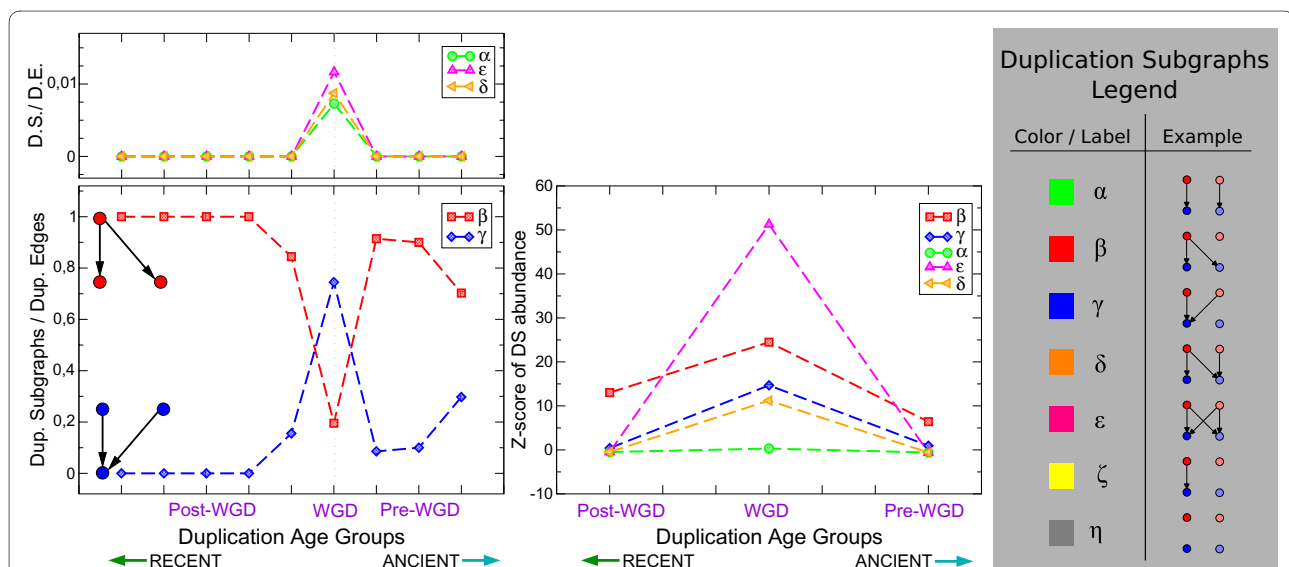 D.S./ D.E.
0,01
0
α
ε
δ
Dup. Subgraphs / Dup. Edges
1
0,8
0,6
0,4
0,2
0
β
γ
Post-WGD
WGD
Pre-WGD
Duplication Age Groups
RECENT
ANCIENT
Z-score of DS abundance
60
50
40
30
20
10
0
-10
β
γ
α
ε
δ
Post-WGD
WGD
Pre-WGD
Duplication Age Groups
RECENT
ANCIENT
Duplication Subgraphs
Legend
Color / Label
Example
α
β
γ
δ
ε
ζ
η